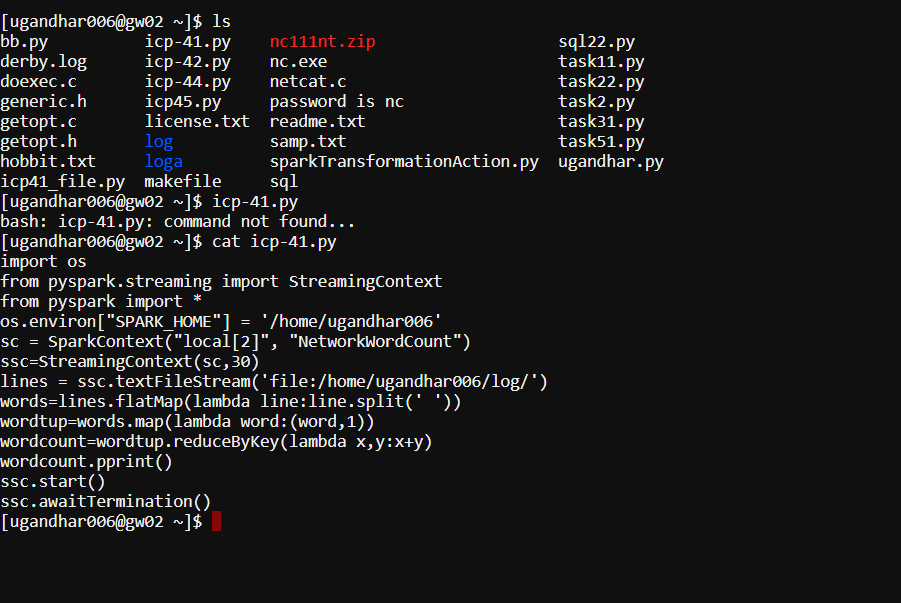 [ugandhar006@gw02 ~]$ ls
bb.py          icp-41.py    nc111nt.zip                   sql22.py
derby.log      icp-42.py    nc.exe                        task11.py
doexec.c       icp-44.py    netcat.c                      task22.py
generic.h      icp45.py     password is nc                task2.py
getopt.c       license.txt  readme.txt                    task31.py
getopt.h       log          samp.txt                      task51.py
hobbit.txt     loga         sparkTransformationAction.py  ugandhar.py
icp41_file.py  makefile     sql
[ugandhar006@gw02 ~]$ icp-41.py
bash: icp-41.py: command not found...
[ugandhar006@gw02 ~]$ cat icp-41.py
import os
from pyspark.streaming import StreamingContext
from pyspark import *
os.environ["SPARK_HOME"] = '/home/ugandhar006'
sc = SparkContext("local[2]", "NetworkWordCount")
ssc=StreamingContext(sc,30)
lines = ssc.textFileStream('file:/home/ugandhar006/log/')
words=lines.flatMap(lambda line:line.split(' '))
wordtup=words.map(lambda word:(word,1))
wordcount=wordtup.reduceByKey(lambda x,y:x+y)
wordcount.pprint()
ssc.start()
ssc.awaitTermination()
[ugandhar006@gw02 ~]$